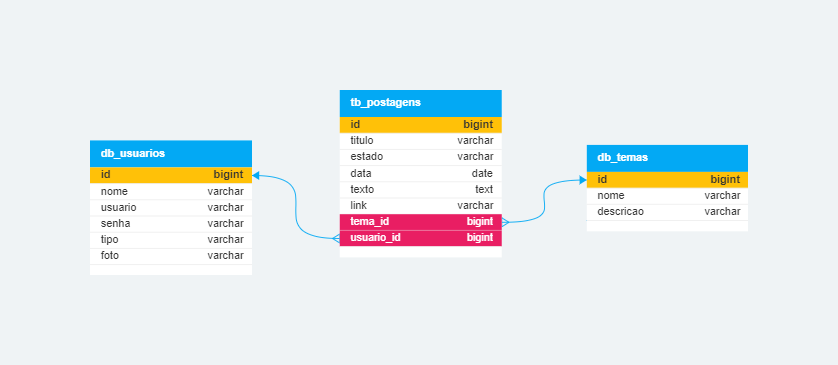 db_usuarios
id bigint
nome varchar
usuario varchar
senha varchar
tipo varchar
foto varchar
tb_postagens
id bigint
titulo varchar
estado varchar
data date
texto text
link varchar
tema_id bigint
usuario_id bigint
db_temas
id bigint
nome varchar
descricao varchar